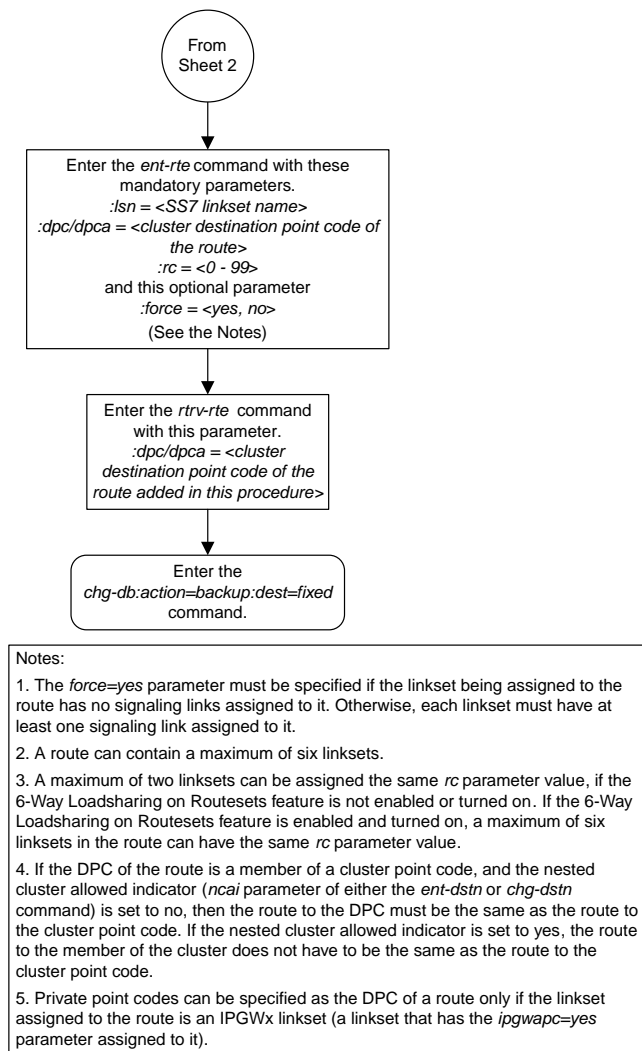 From
Sheet 2
Enter the ent-rte command with these
mandatory parameters.
:lsn = <SS7 linkset name>
:dpc/dpca = <cluster destination point code of
the route>
:rc = <0 - 99>
and this optional parameter
:force = <yes, no>
(See the Notes)
Enter the rtrv-rte command
with this parameter.
:dpc/dpca = <cluster
destination point code of the
route added in this procedure>
Enter the
chg-db:action=backup:dest=fixed
command.
Notes:
1. The force=yes parameter must be specified if the linkset being assigned to the
route has no signaling links assigned to it. Otherwise, each linkset must have at
least one signaling link assigned to it.
2. A route can contain a maximum of six linksets.
3. A maximum of two linksets can be assigned the same rc parameter value, if the
6-Way Loadsharing on Routesets feature is not enabled or turned on. If the 6-Way
Loadsharing on Routesets feature is enabled and turned on, a maximum of six
linksets in the route can have the same rc parameter value.
4. If the DPC of the route is a member of a cluster point code, and the nested
cluster allowed indicator (ncai parameter of either the ent-dstn or chg-dstn
command) is set to no, then the route to the DPC must be the same as the route to
the cluster point code. If the nested cluster allowed indicator is set to yes, the route
to the member of the cluster does not have to be the same as the route to the
cluster point code.
5. Private point codes can be specified as the DPC of a route only if the linkset
assigned to the route is an IPGWx linkset (a linkset that has the ipgwapc=yes
parameter assigned to it).